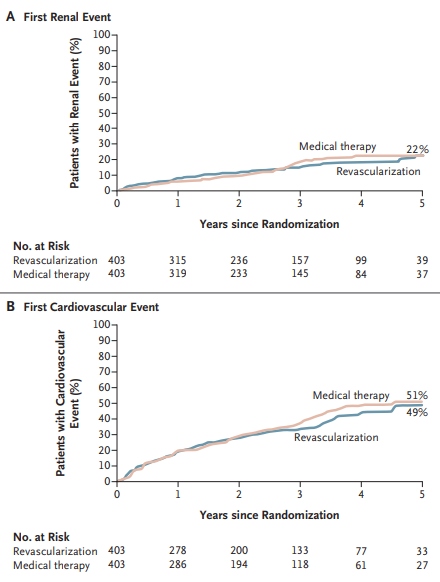 A First Renal Event
Patients with Renal Event (%)
100
90
80
70
60
50
40
30
20
10
0
Medical therapy
22%
Revascularization
0 1 2 3 4 5
Years since Randomization
No. at Risk
Revascularization 403 315 236 157 99 39
Medical therapy 403 319 233 145 84 37
B First Cardiovascular Event
Patients with Cardiovascular
Event (%)
100
90
80
70
60
50
40
30
20
10
0
Medical therapy 51%
49%
Revascularization
0 1 2 3 4 5
Years since Randomization
No. at Risk
Revascularization 403 278 200 133 77 33
Medical therapy 403 286 194 118 61 27